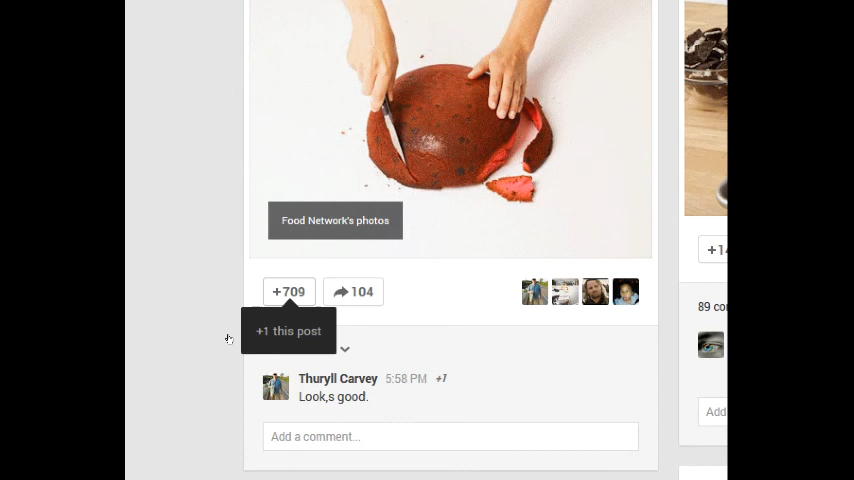 Food Network's photos
+709
104
+1 this post
Thuryll Carvey 5:58 PM +1
Look,s good.
Add a comment...
+14
89 co
Add